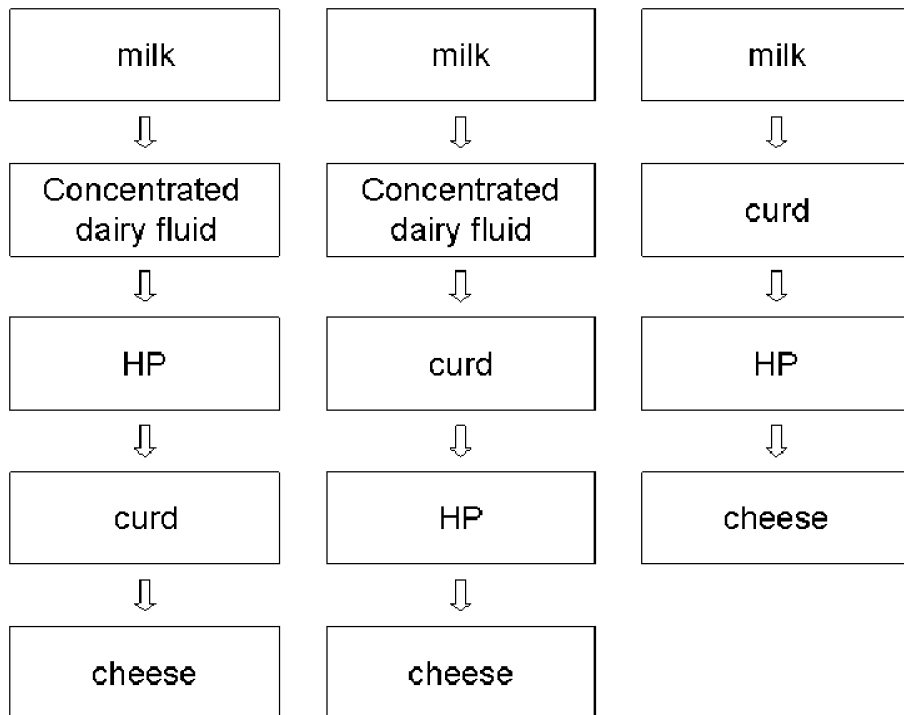 milk
Concentrated
dairy fluid
HP
curd
cheese
milk
Concentrated
dairy fluid
curd
HP
cheese
milk
curd
HP
cheese